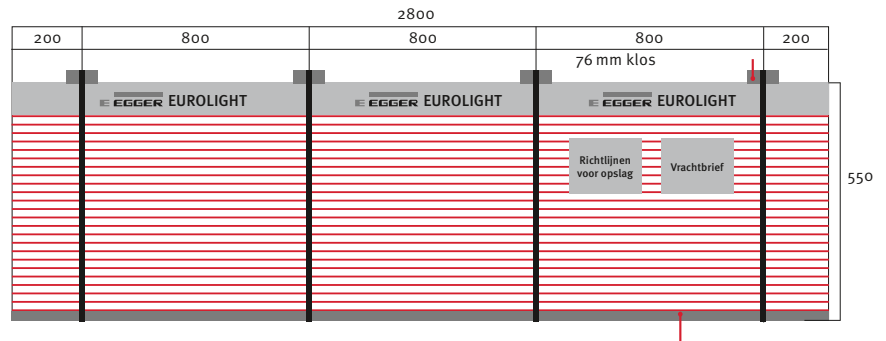 2800
200 800 800 800 200
76 mm klos
E EGGER EUROLIGHT E EGGER EUROLIGHT E EGGER EUROLIGHT
Richtlijnen
voor opslag
Vrachtbrief
550